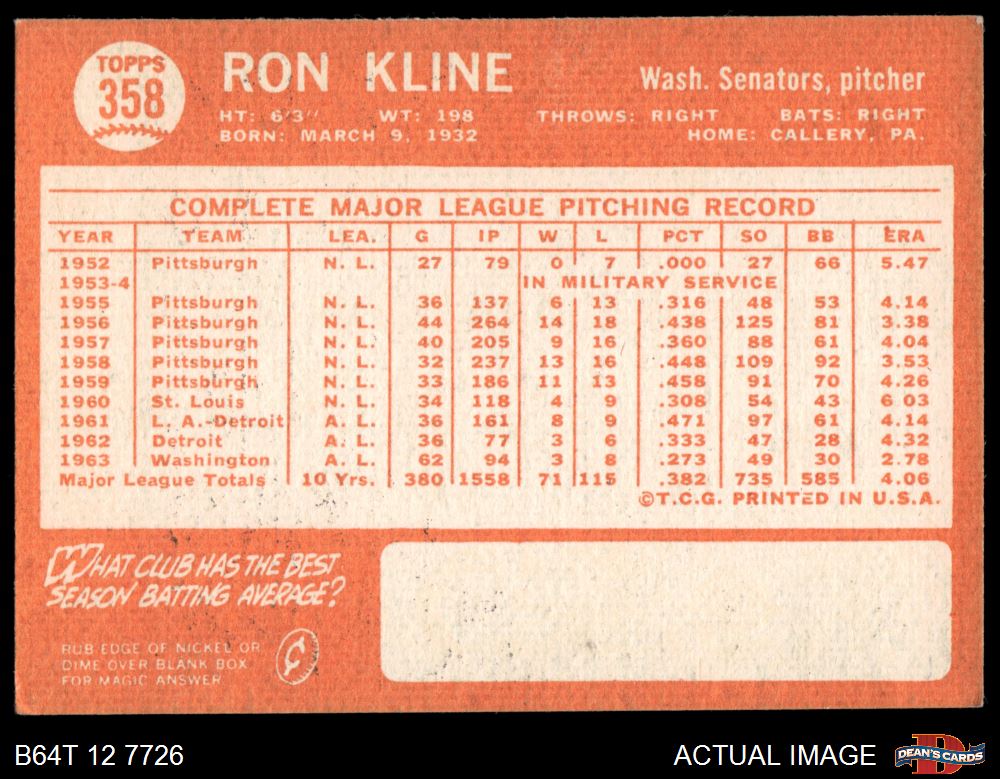 TOPPS
358
RON KLINE
Wash. Senators, pitcher
HT: 6'3" WT: 198 THROWS: RIGHT BATS: RIGHT
BORN: MARCH 9, 1932 HOME: CALLERY, PA.
COMPLETE MAJOR LEAGUE PITCHING RECORD
YEAR TEAM LEA. G IP W L PCT SO BB ERA
1952 Pittsburgh N. L. 27 79 0 7 .000 27 66 5.47
1953-4 IN MILITARY SERVICE
1955 Pittsburgh N. L. 36 137 6 13 .316 48 53 4.14
1956 Pittsburgh N. L. 44 264 14 18 .438 125 81 3.38
1957 Pittsburgh N. L. 40 205 9 16 .360 88 61 4.04
1958 Pittsburgh N. L. 32 237 13 16 .448 109 92 3.53
1959 Pittsburgh N. L. 33 186 11 13 .458 91 70 4.26
1960 St. Louis N. L. 34 118 4 9 .308 54 43 6.03
1961 L. A.-Detroit A. L. 36 161 8 9 .471 97 61 4.14
1962 Detroit A. L. 36 77 3 6 .333 47 28 4.32
1963 Washington A. L. 62 94 3 8 .273 49 30 2.78
Major League Totals 10 Yrs. 380 1558 71 115 .382 735 585 4.06
©T.C.G. PRINTED IN U.S.A.
WHAT CLUB HAS THE BEST
SEASON BATTING AVERAGE?
RUB EDGE OF NICKEL OR
DIME OVER BLANK BOX
FOR MAGIC ANSWER
¢
B64T 12 7726
ACTUAL IMAGE
D
DEAN'S CARDS